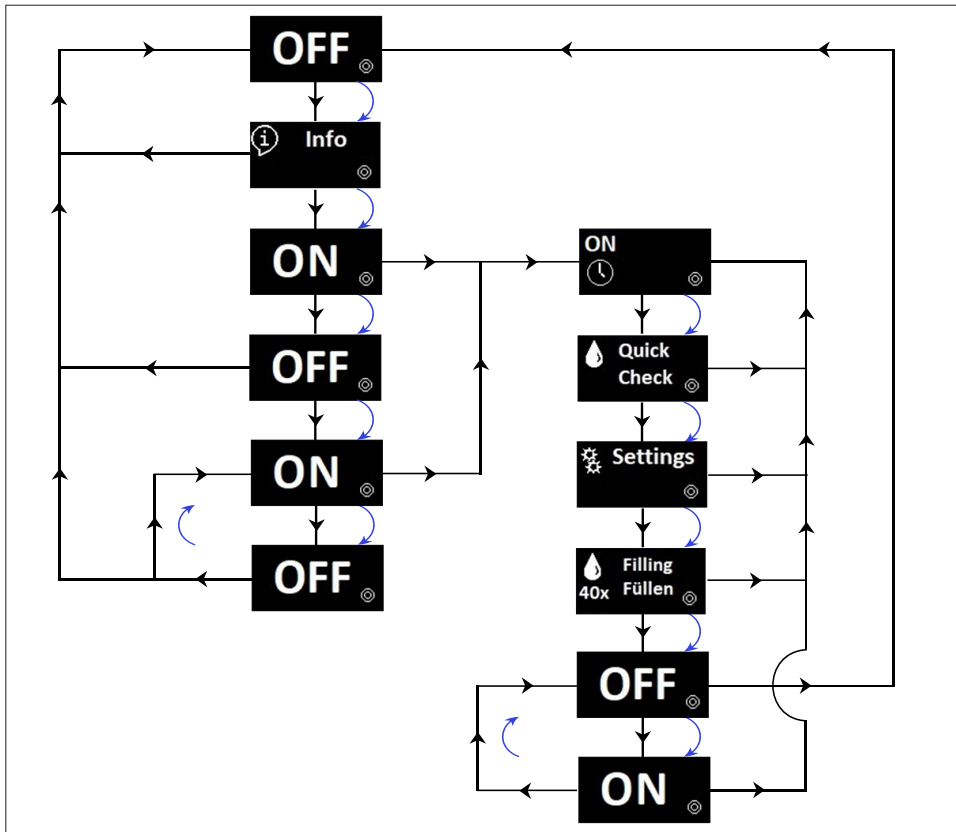 OFF
Info
ON
OFF
ON
OFF
ON
Quick
Check
Settings
Filling
40x Füllen
OFF
ON